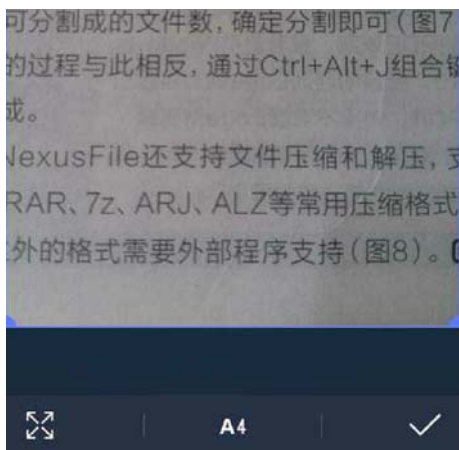 可分割成的文件数,确定分割即可(图7
的过程与此相反,通过Ctrl+Alt+J组合
成。
NexusFile还支持文件压缩和解压,
RAR、7z、ARJ、ALZ等常用压缩格式
外的格式需要外部程序支持(图8)。
A4